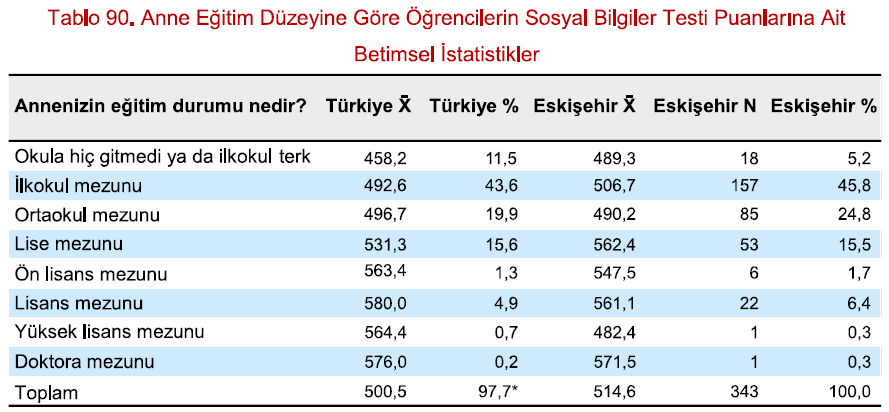 Tablo 90. Anne Eğitim Düzeyine Göre Öğrencilerin Sosyal Bilgiler Testi Puanlarına Ait
Betimsel İstatistikler
Annenizin eğitim durumu nedir? Türkiye X̄ Türkiye % Eskişehir X̄ Eskişehir N Eskişehir %
Okula hiç gitmedi ya da ilkokul terk 458,2 11,5 489,3 18 5,2
İlkokul mezunu 492,6 43,6 506,7 157 45,8
Ortaokul mezunu 496,7 19,9 490,2 85 24,8
Lise mezunu 531,3 15,6 562,4 53 15,5
Ön lisans mezunu 563,4 1,3 547,5 6 1,7
Lisans mezunu 580,0 4,9 561,1 22 6,4
Yüksek lisans mezunu 564,4 0,7 482,4 1 0,3
Doktora mezunu 576,0 0,2 571,5 1 0,3
Toplam 500,5 97,7* 514,6 343 100,0